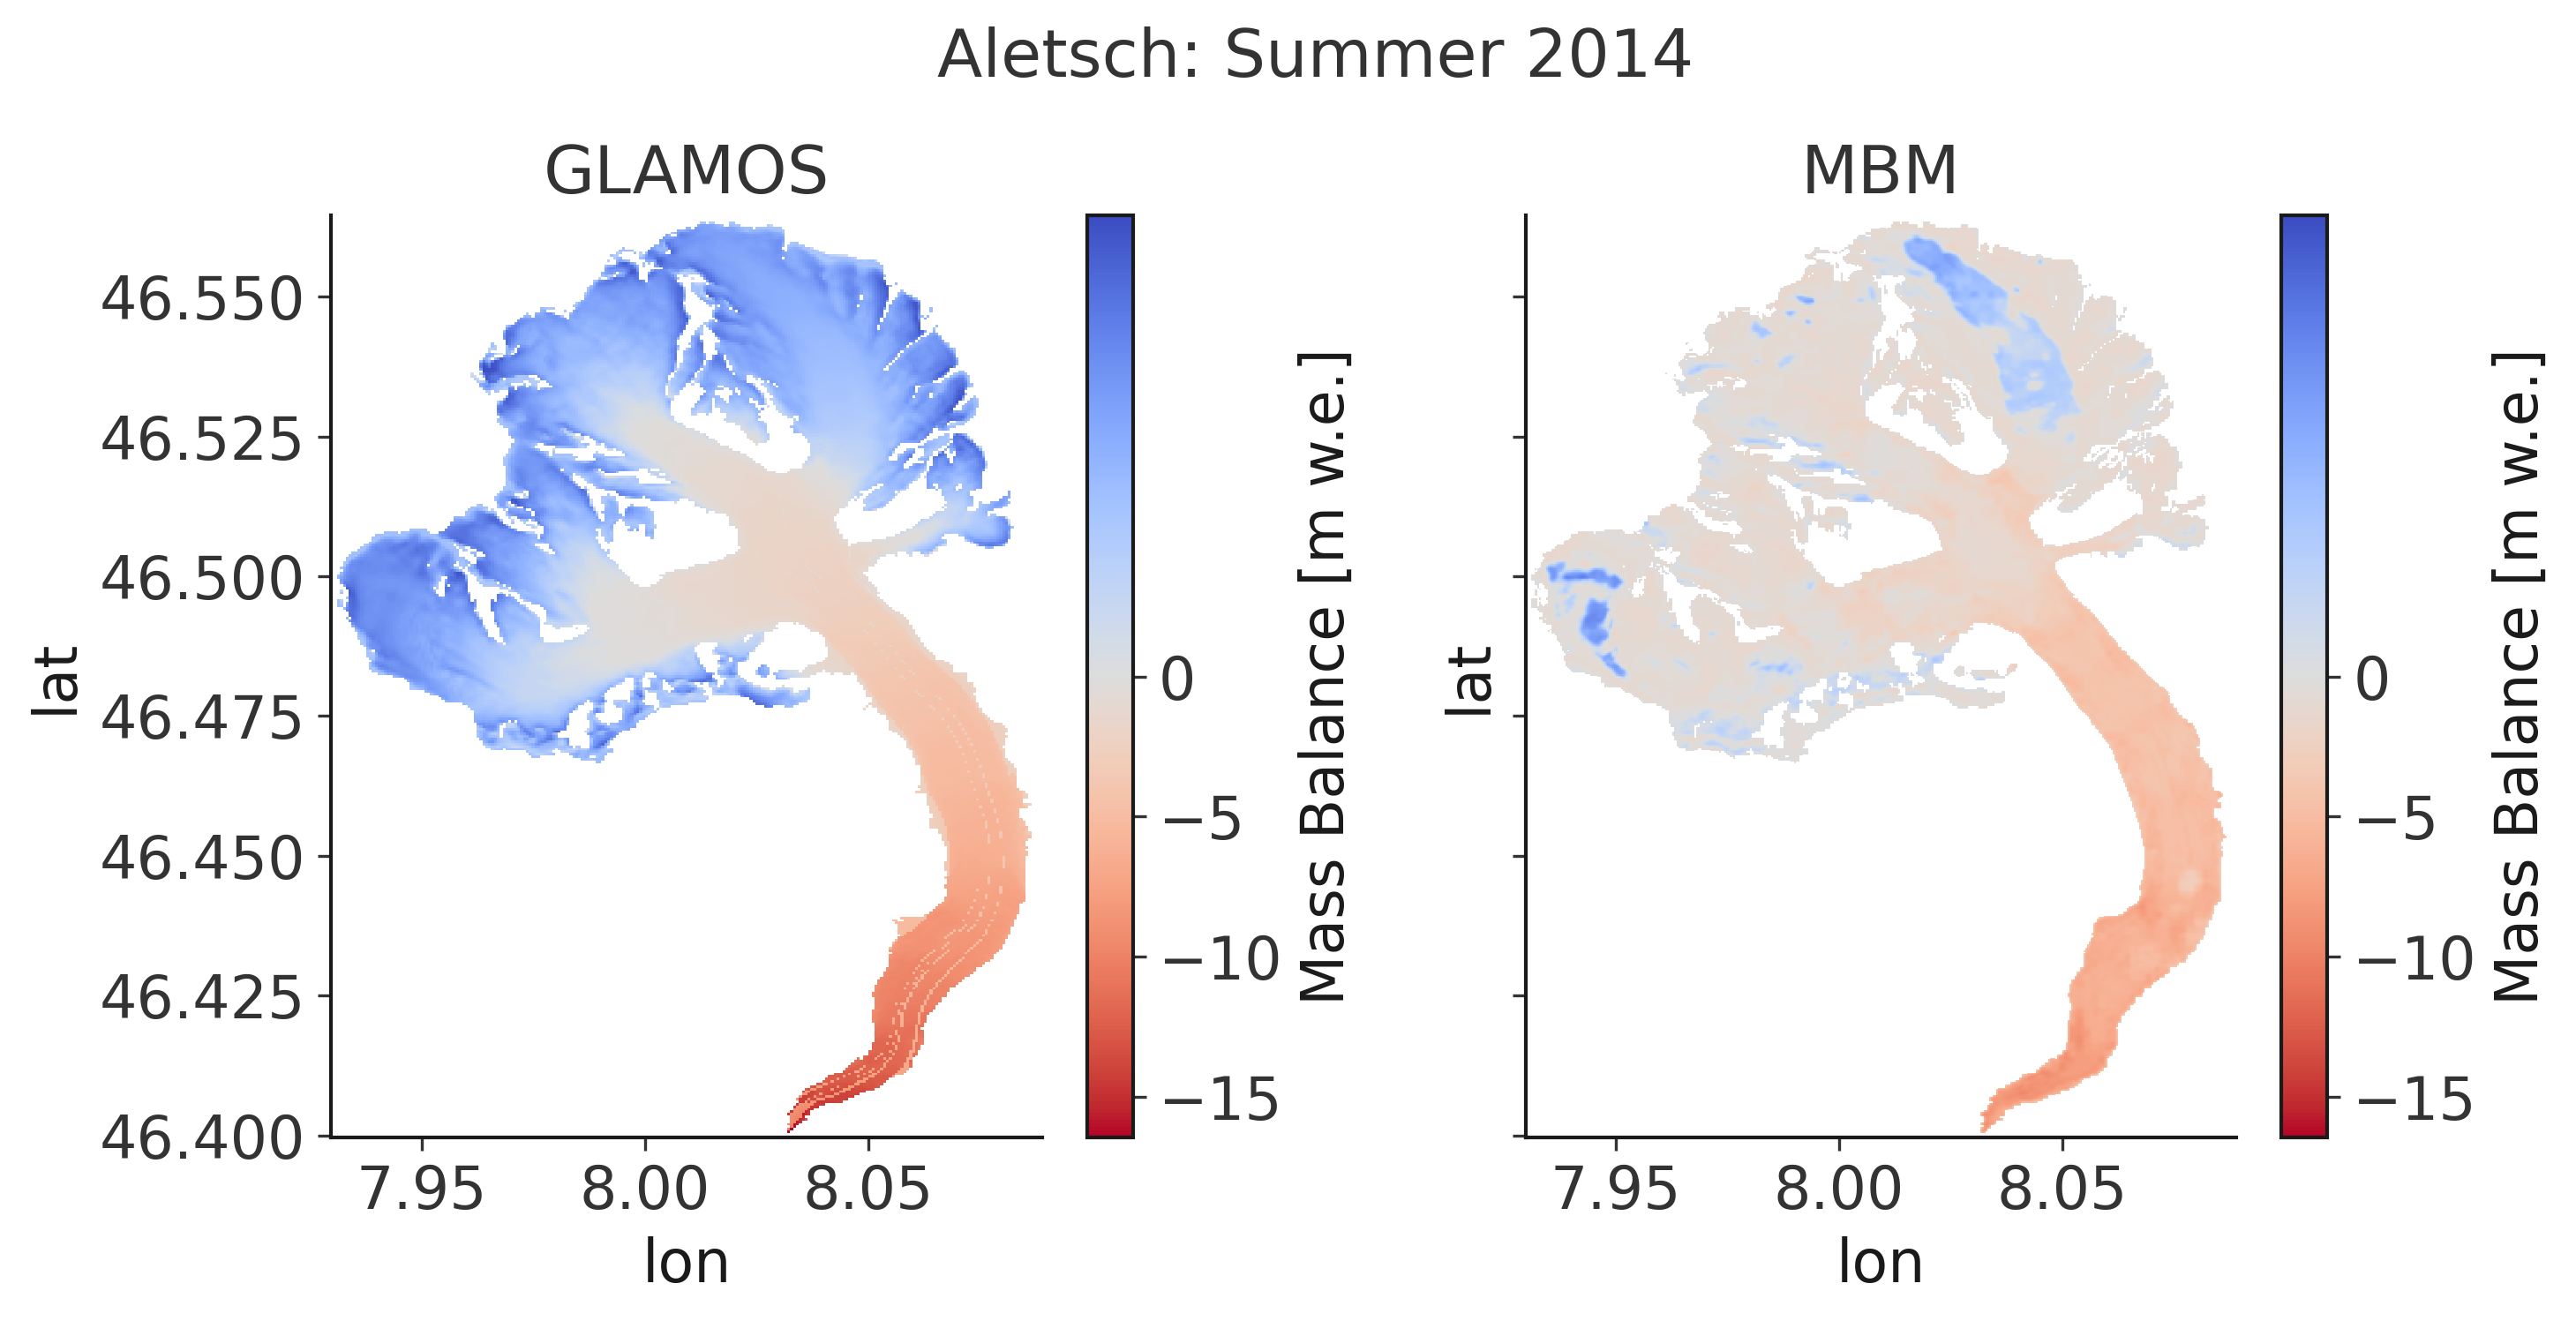 Aletsch: Summer 2014
GLAMOS
46.550
46.525
46.500
46.475
46.450
46.425
46.400
lat
7.95 8.00 8.05
lon
0
−5
−10
−15
Mass Balance [m w.e.]
MBM
lat
7.95 8.00 8.05
lon
0
−5
−10
−15
Mass Balance [m w.e.]